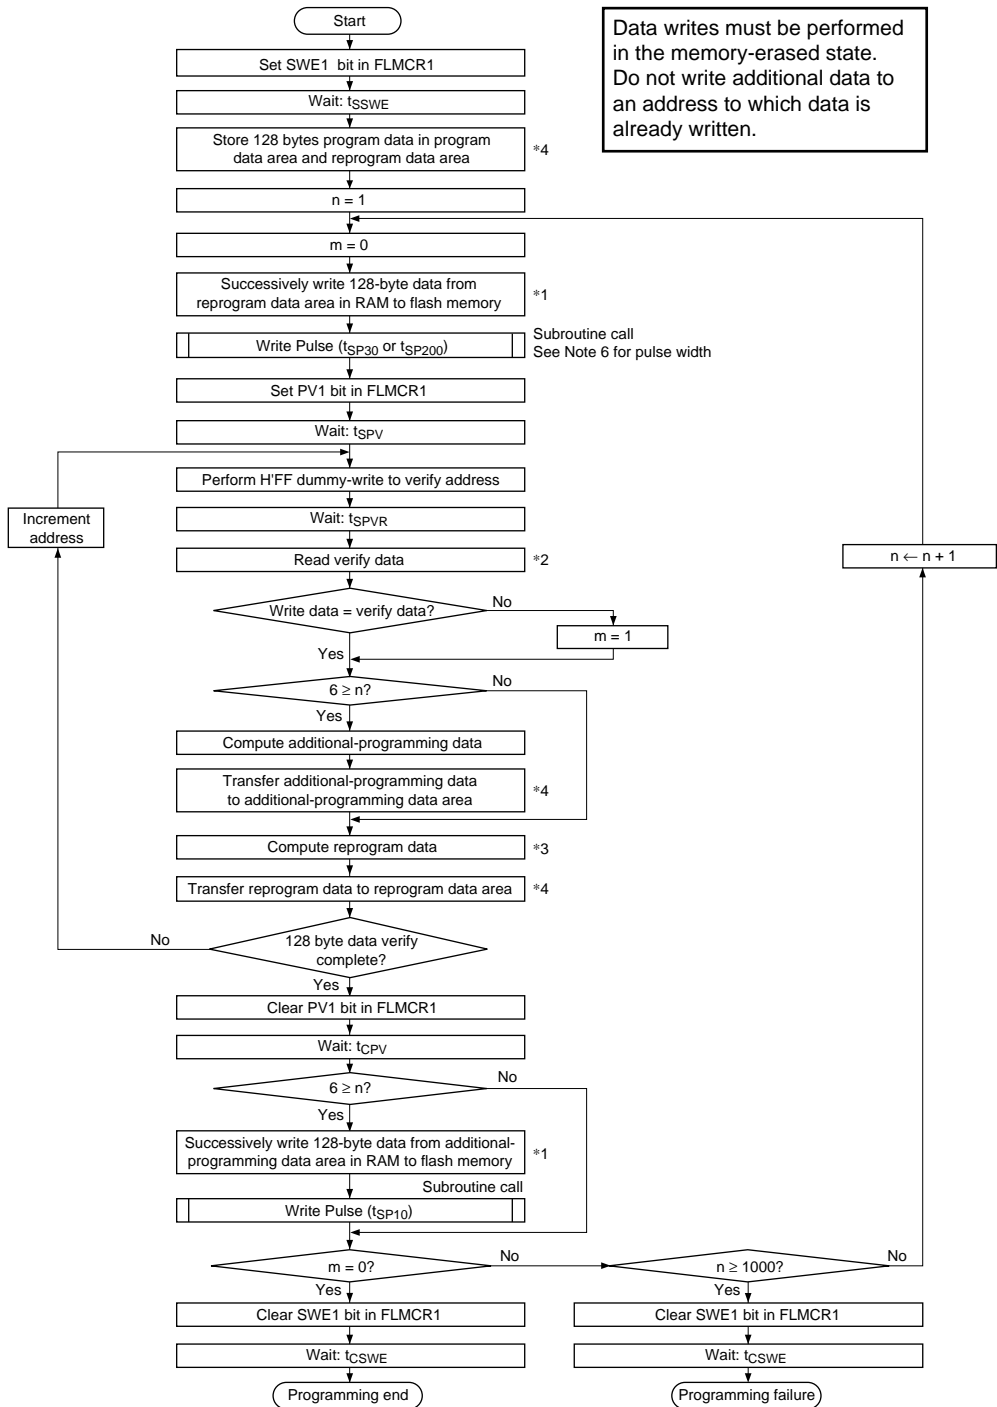 Start
Data writes must be performed
in the memory-erased state.
Do not write additional data to
an address to which data is
already written.
Set SWE1 bit in FLMCR1
Wait: tSSWE
Store 128 bytes program data in program
data area and reprogram data area
*4
n = 1
m = 0
Successively write 128-byte data from
reprogram data area in RAM to flash memory
*1
Write Pulse (tSP30 or tSP200)
Subroutine call
See Note 6 for pulse width
Set PV1 bit in FLMCR1
Wait: tSPV
Perform H'FF dummy-write to verify address
Increment
address
Wait: tSPVR
Read verify data
*2
n ← n + 1
Write data = verify data?
No
m = 1
Yes
6 ≥ n?
No
Yes
Compute additional-programming data
Transfer additional-programming data
to additional-programming data area
*4
Compute reprogram data
*3
Transfer reprogram data to reprogram data area
*4
No
128 byte data verify
complete?
Yes
Clear PV1 bit in FLMCR1
Wait: tCPV
6 ≥ n?
No
Yes
Successively write 128-byte data from additional-
programming data area in RAM to flash memory
*1
Subroutine call
Write Pulse (tSP10)
m = 0?
No
n ≥ 1000?
No
Yes
Yes
Clear SWE1 bit in FLMCR1
Clear SWE1 bit in FLMCR1
Wait: tCSWE
Wait: tCSWE
Programming end
Programming failure